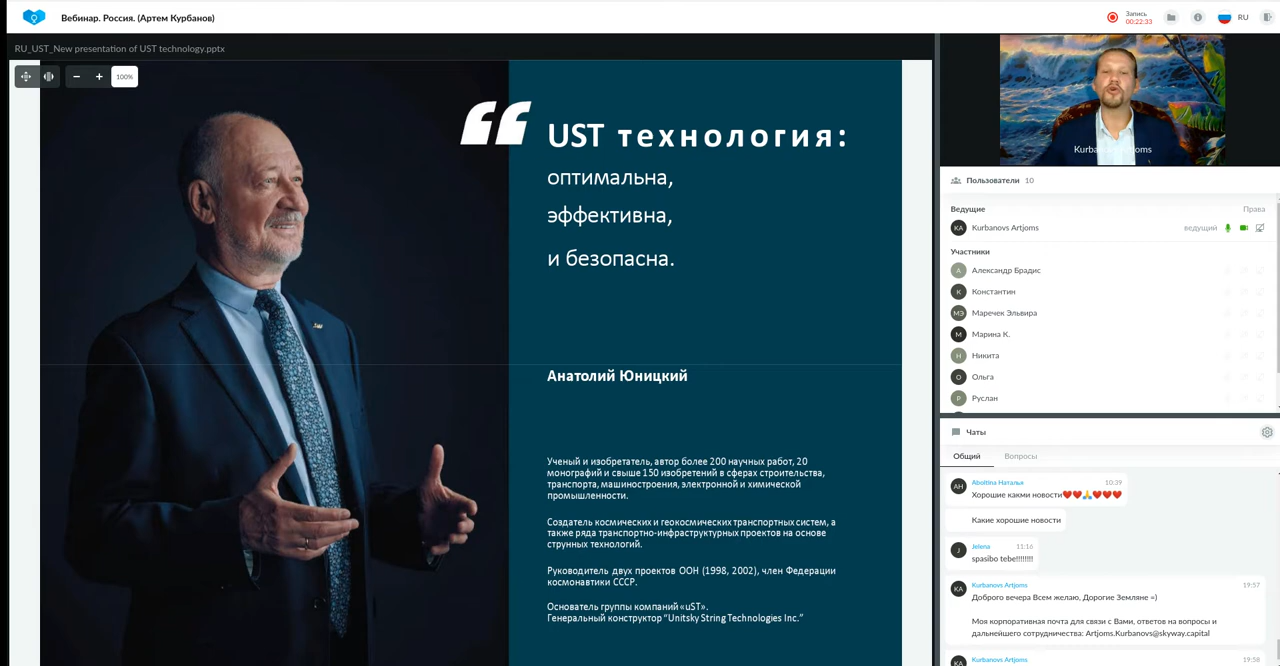 Вебинар. Россия. (Артем Курбанов)
Запись
00:22:33
RU
RU_UST_New presentation of UST technology.pptx
100%
UST технология:
оптимальна,
эффективна,
и безопасна.
Анатолий Юницкий
Ученый и изобретатель, автор более 200 научных работ, 20
монографий и свыше 150 изобретений в сферах строительства,
транспорта, машиностроения, электронной и химической
промышленности.
Создатель космических и геокосмических транспортных систем, а
также ряда транспортно-инфраструктурных проектов на основе
струнных технологий.
Руководитель двух проектов ООН (1998, 2002), член Федерации
космонавтики СССР.
Основатель группы компаний «uST».
Генеральный конструктор “Unitsky String Technologies Inc.”
Пользователи 10
Ведущие Права
KA Kurbanovs Artjoms ведущий
Участники
А Александр Брадис
К Константин
МЭ Маречек Эльвира
М Марина К.
Н Никита
О Ольга
Р Руслан
Чаты
Общий Вопросы
АН Aboltina Наталья 10:39
Хорошие какми новости❤️❤️🙏❤️❤️❤️
Какие хорошие новости
J Jelena 11:16
spasibo tebe!!!!!!!!
KA Kurbanovs Artjoms 19:57
Доброго вечера Всем желаю, Дорогие Земляне =)
Моя корпоративная почта для связи с Вами, ответов на вопросы и
дальнейшего сотрудничества: Artjoms.Kurbanovs@skyway.capital
KA Kurbanovs Artjoms 19:58